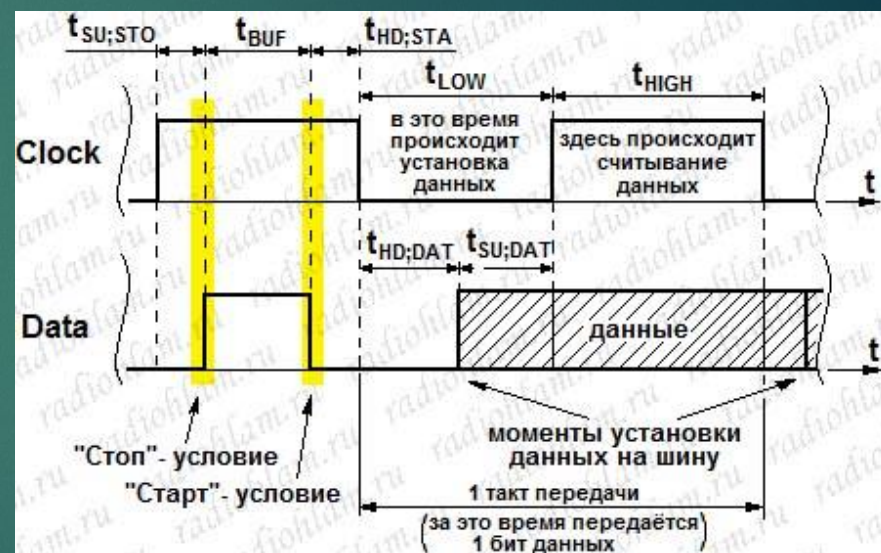 tSU;STO tBUF tHD;STA
tLOW tHIGH
в это время
происходит
установка
данных
здесь происходит
считывание
данных
Clock
t
tHD;DAT tSU;DAT
Data
данные
t
"Стоп"- условие
"Старт"- условие
моменты установки
данных на шину
1 такт передачи
(за это время передаётся
1 бит данных)
radiohlam.ru